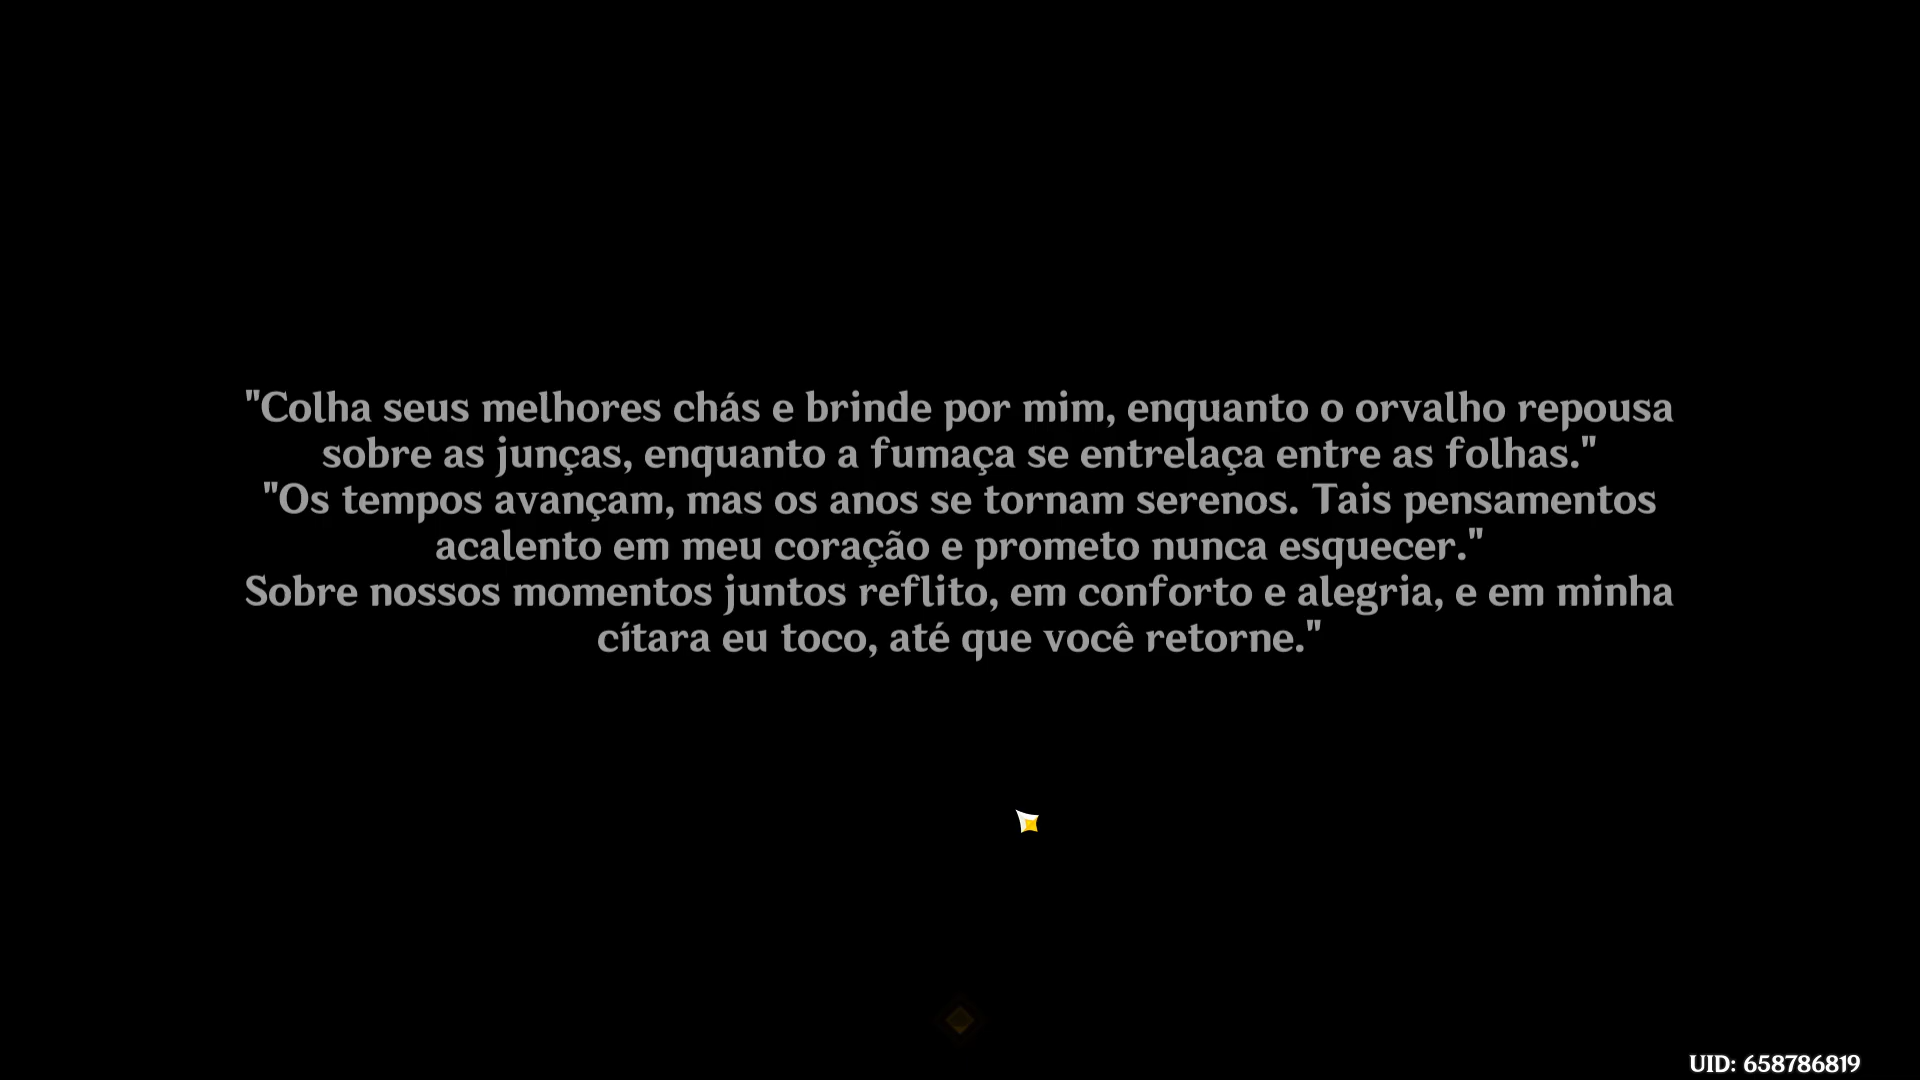 "Colha seus melhores chás e brinde por mim, enquanto o orvalho repousa
sobre as junças, enquanto a fumaça se entrelaça entre as folhas."
"Os tempos avançam, mas os anos se tornam serenos. Tais pensamentos
acalento em meu coração e prometo nunca esquecer."
Sobre nossos momentos juntos reflito, em conforto e alegria, e em minha
cítara eu toco, até que você retorne."
UID: 658786819